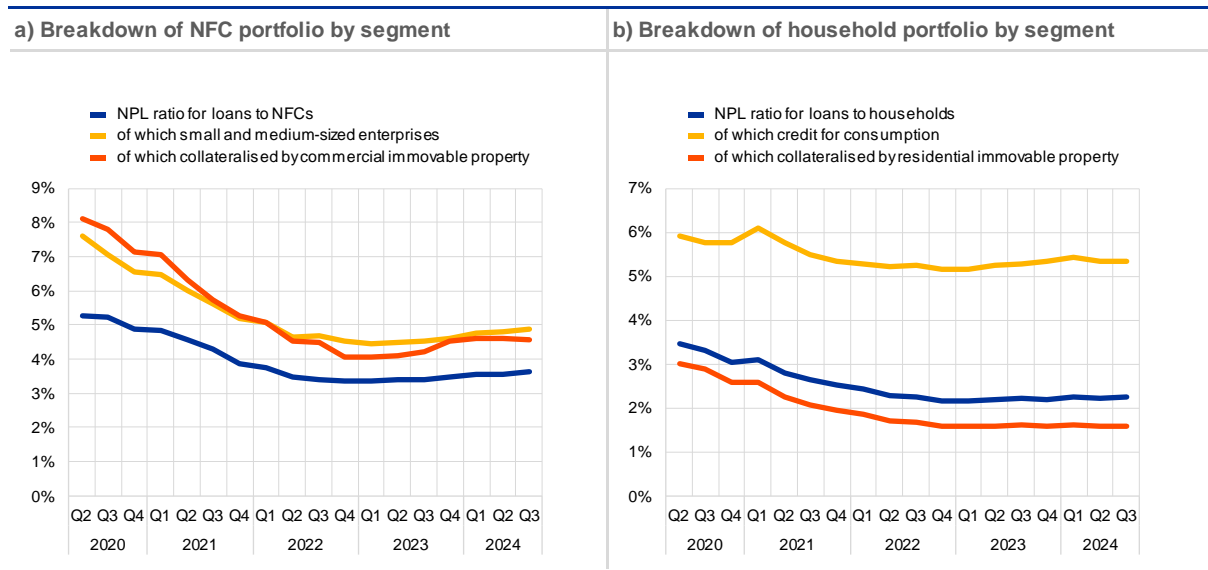 a) Breakdown of NFC portfolio by segment
NPL ratio for loans to NFCs
of which small and medium-sized enterprises
of which collateralised by commercial immovable property
9%
8%
7%
6%
5%
4%
3%
2%
1%
0%
Q2 Q3 Q4 Q1 Q2 Q3 Q4 Q1 Q2 Q3 Q4 Q1 Q2 Q3 Q4 Q1 Q2 Q3
2020 2021 2022 2023 2024
b) Breakdown of household portfolio by segment
NPL ratio for loans to households
of which credit for consumption
of which collateralised by residential immovable property
7%
6%
5%
4%
3%
2%
1%
0%
Q2 Q3 Q4 Q1 Q2 Q3 Q4 Q1 Q2 Q3 Q4 Q1 Q2 Q3 Q4 Q1 Q2 Q3
2020 2021 2022 2023 2024